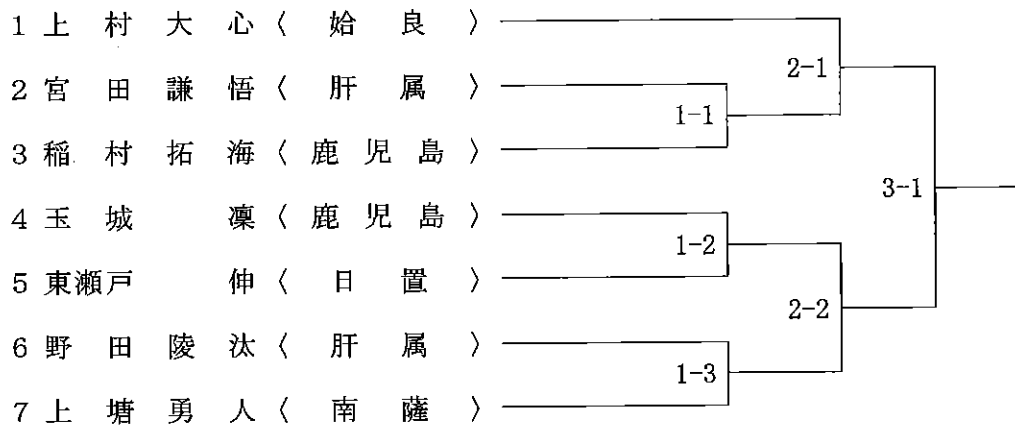 1 上村大心〈 姶良 〉
2-1
2 宮田謙悟〈 肝属 〉
1-1
3 稲村拓海〈 鹿児島 〉
3-1
4 玉城 凜〈 鹿児島 〉
1-2
5 東瀬戸 伸〈 日置 〉
2-2
6 野田陵汰〈 肝属 〉
1-3
7 上塘勇人〈 南薩 〉